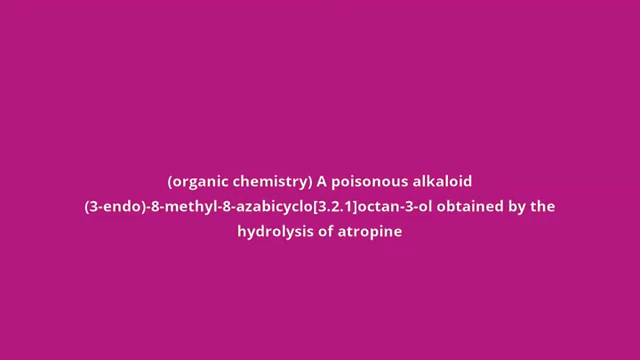 (organic chemistry) A poisonous alkaloid
(3-endo)-8-methyl-8-azabicyclo[3.2.1]octan-3-ol obtained by the
hydrolysis of atropine